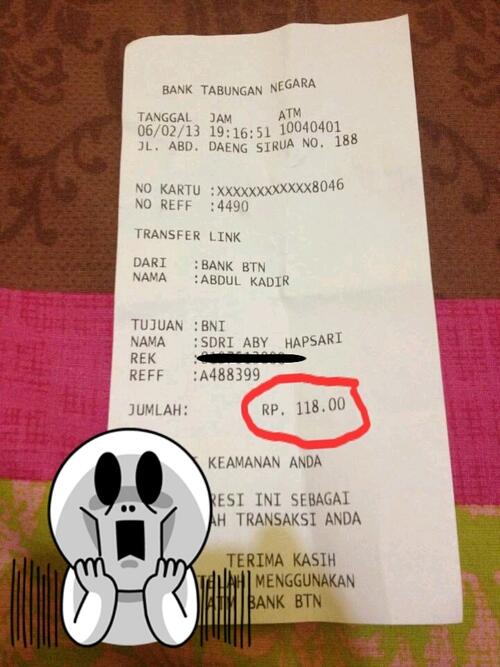 BANK TABUNGAN NEGARA
TANGGAL JAM ATM
06/02/13 19:16:51 10040401
JL. ABD. DAENG SIRUA NO. 188
NO KARTU :XXXXXXXXXXXX8046
NO REFF :4490
TRANSFER LINK
DARI :BANK BTN
NAMA :ABDUL KADIR
TUJUAN :BNI
NAMA :SDRI ABY HAPSARI
REK :
REFF :A488399
JUMLAH: RP. 118.00
KEAMANAN ANDA
RESI INI SEBAGAI
AH TRANSAKSI ANDA
TERIMA KASIH
MENGGUNAKAN
ATM BANK BTN